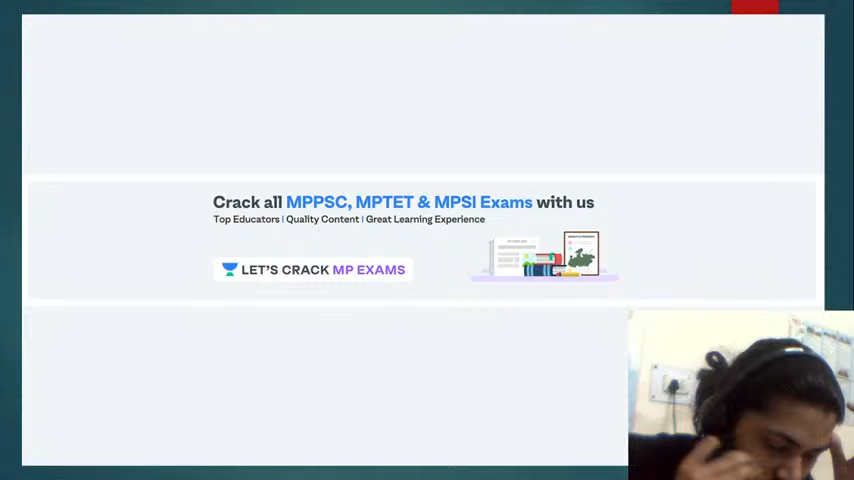 Crack all MPPSC, MPTET & MPSI Exams with us
Top Educators | Quality Content | Great Learning Experience
LET'S CRACK MP EXAMS